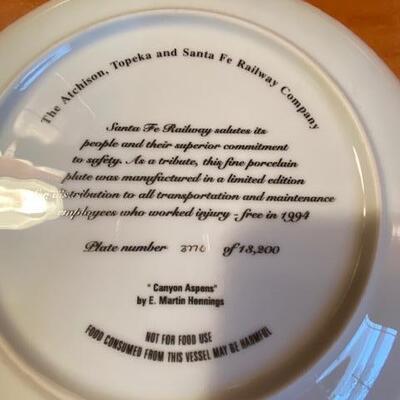 The Atchison, Topeka and Santa Fe Railway Company
Santa Fe Railway salutes its
people and their superior commitment
to safety. As a tribute, this fine porcelain
plate was manufactured in a limited edition
for distribution to all transportation and maintenance
employees who worked injury-free in 1994
Plate number of 13,200
"Canyon Aspens"
by E. Martin Hennings
NOT FOR FOOD USE
FOOD CONSUMED FROM THIS VESSEL MAY BE HARMFUL